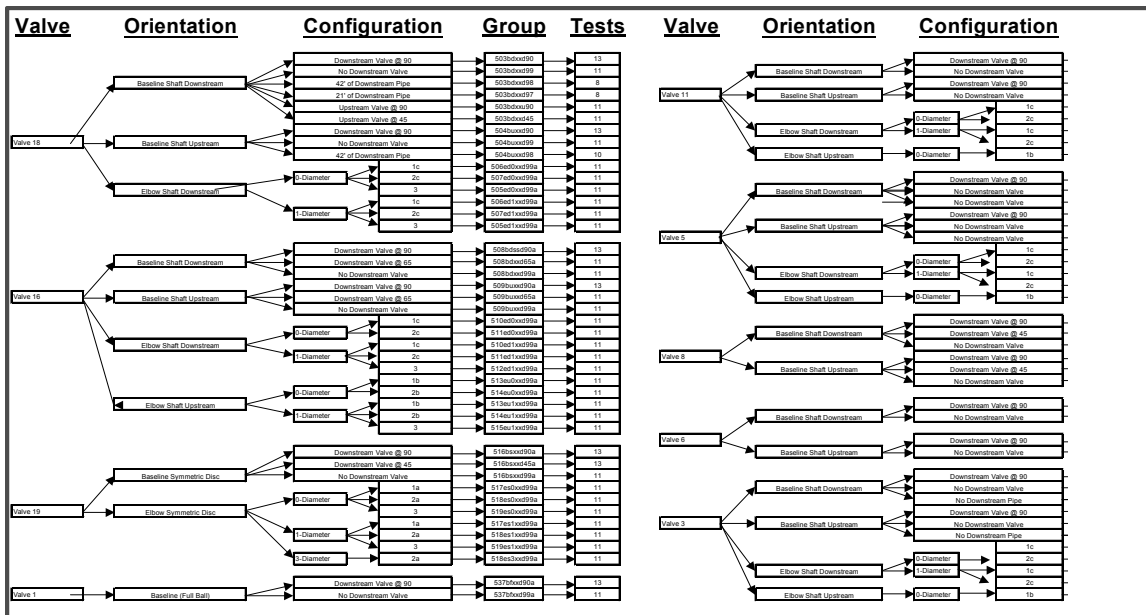 Valve Orientation Configuration Group Tests
Downstream Valve @ 90 503bdxxd90 13
No Downstream Valve 503bdxxd99 11
Baseline Shaft Downstream 42' of Downstream Pipe 503bdxxd98 8
21' of Downstream Pipe 503bdxxd97 8
Upstream Valve @ 90 503bdxxu90 11
Upstream Valve @ 45 503bdxxd45 11
Downstream Valve @ 90 504buxxd90 13
Valve 18 Baseline Shaft Upstream No Downstream Valve 504buxxd99 11
42' of Downstream Pipe 504buxxd98 10
1c 506ed0xxd99a 11
0-Diameter 2c 507ed0xxd99a 11
Elbow Shaft Downstream 3 505ed0xxd99a 11
1c 506ed1xxd99a 11
1-Diameter 2c 507ed1xxd99a 11
3 505ed1xxd99a 11
Downstream Valve @ 90 508bdssd90a 13
Baseline Shaft Downstream Downstream Valve @ 65 508bdxxd65a 11
No Downstream Valve 508bdxxd99a 11
Downstream Valve @ 90 509buxxd90a 13
Valve 16 Baseline Shaft Upstream Downstream Valve @ 65 509buxxd65a 11
No Downstream Valve 509buxxd99a 11
1c 510ed0xxd99a 11
0-Diameter 2c 511ed0xxd99a 11
Elbow Shaft Downstream 1c 510ed1xxd99a 11
1-Diameter 2c 511ed1xxd99a 11
3 512ed1xxd99a 11
1b 513eu0xxd99a 11
0-Diameter 2b 514eu0xxd99a 11
Elbow Shaft Upstream 1b 513eu1xxd99a 11
1-Diameter 2b 514eu1xxd99a 11
3 515eu1xxd99a 11
Downstream Valve @ 90 516bsxxd90a 13
Downstream Valve @ 45 516bsxxd45a 13
Baseline Symmetric Disc No Downstream Valve 516bsxxd99a 11
1a 517es0xxd99a 11
0-Diameter 2a 518es0xxd99a 11
Valve 19 Elbow Symmetric Disc 3 519es0xxd99a 11
1a 517es1xxd99a 11
1-Diameter 2a 518es1xxd99a 11
3 519es1xxd99a 11
3-Diameter 2a 518es3xxd99a 11
Downstream Valve @ 90 537bfxxd90a 13
Valve 1 Baseline (Full Ball) No Downstream Valve 537bfxxd99a 11
Valve Orientation Configuration
Downstream Valve @ 90
Baseline Shaft Downstream No Downstream Valve
Downstream Valve @ 90
Valve 11 Baseline Shaft Upstream No Downstream Valve
1c
0-Diameter 2c
Elbow Shaft Downstream 1-Diameter 1c
2c
Elbow Shaft Upstream 0-Diameter 1b
Downstream Valve @ 90
Baseline Shaft Downstream No Downstream Valve
No Downstream Valve
Downstream Valve @ 90
Baseline Shaft Upstream No Downstream Valve
Valve 5 No Downstream Valve
1c
0-Diameter 2c
Elbow Shaft Downstream 1-Diameter 1c
2c
Elbow Shaft Upstream 0-Diameter 1b
Downstream Valve @ 90
Baseline Shaft Downstream Downstream Valve @ 45
No Downstream Valve
Valve 8 Downstream Valve @ 90
Baseline Shaft Upstream Downstream Valve @ 45
No Downstream Valve
Downstream Valve @ 90
Baseline Shaft Downstream No Downstream Valve
Valve 6 Downstream Valve @ 90
Baseline Shaft Upstream No Downstream Valve
Downstream Valve @ 90
Baseline Shaft Downstream No Downstream Valve
No Downstream Pipe
Downstream Valve @ 90
Valve 3 Baseline Shaft Upstream No Downstream Valve
No Downstream Pipe
1c
0-Diameter 2c
Elbow Shaft Downstream 1-Diameter 1c
2c
Elbow Shaft Upstream 0-Diameter 1b